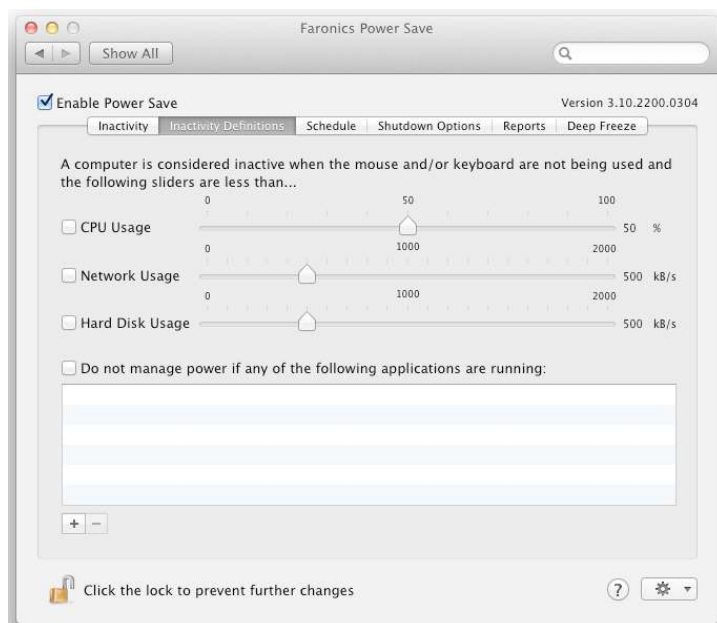 Faronics Power Save
Show All
Enable Power Save
Version 3.10.2200.0304
Inactivity Inactivity Definitions Schedule Shutdown Options Reports Deep Freeze
A computer is considered inactive when the mouse and/or keyboard are not being used and
the following sliders are less than...
0 50 100
CPU Usage 50 %
0 1000 2000
Network Usage 500 kB/s
0 1000 2000
Hard Disk Usage 500 kB/s
Do not manage power if any of the following applications are running:
+ −
Click the lock to prevent further changes
?